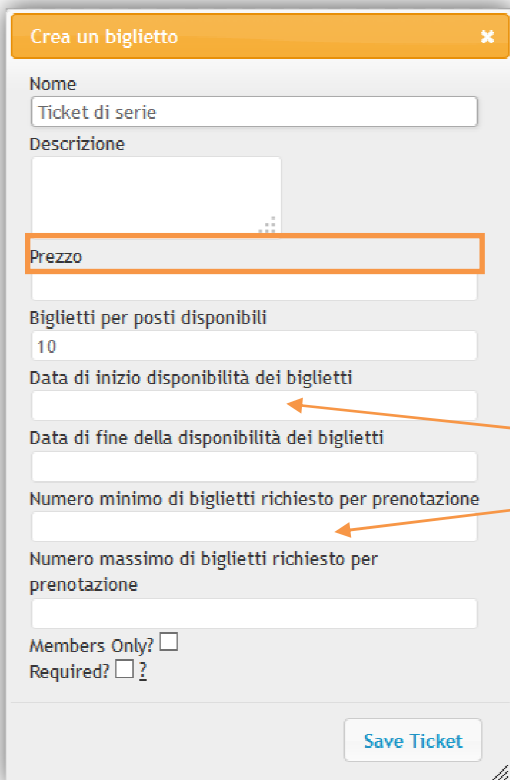 Crea un biglietto
Nome
Ticket di serie
Descrizione
Prezzo
Biglietti per posti disponibili
10
Data di inizio disponibilità dei biglietti
Data di fine della disponibilità dei biglietti
Numero minimo di biglietti richiesto per prenotazione
Numero massimo di biglietti richiesto per
prenotazione
Members Only?
Required? ?
Save Ticket